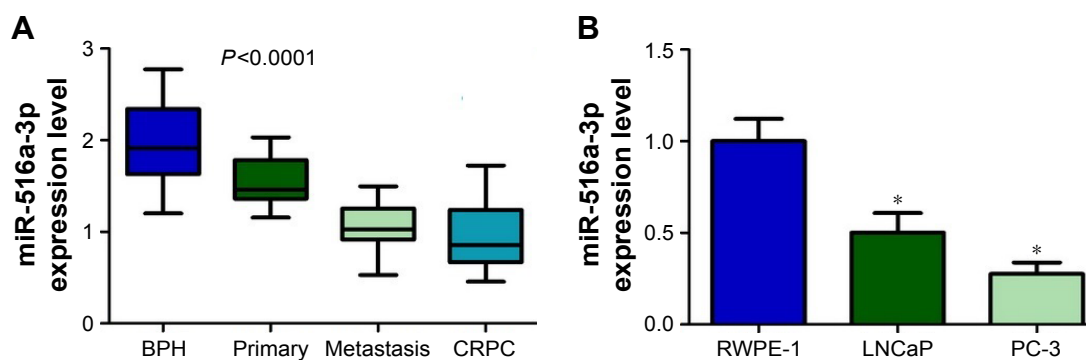 A
miR-516a-3p
expression level
3
2
1
0
P<0.0001
BPH
Primary
Metastasis
CRPC
B
miR-516a-3p
expression level
1.5
1.0
0.5
0.0
*
*
RWPE-1
LNCaP
PC-3